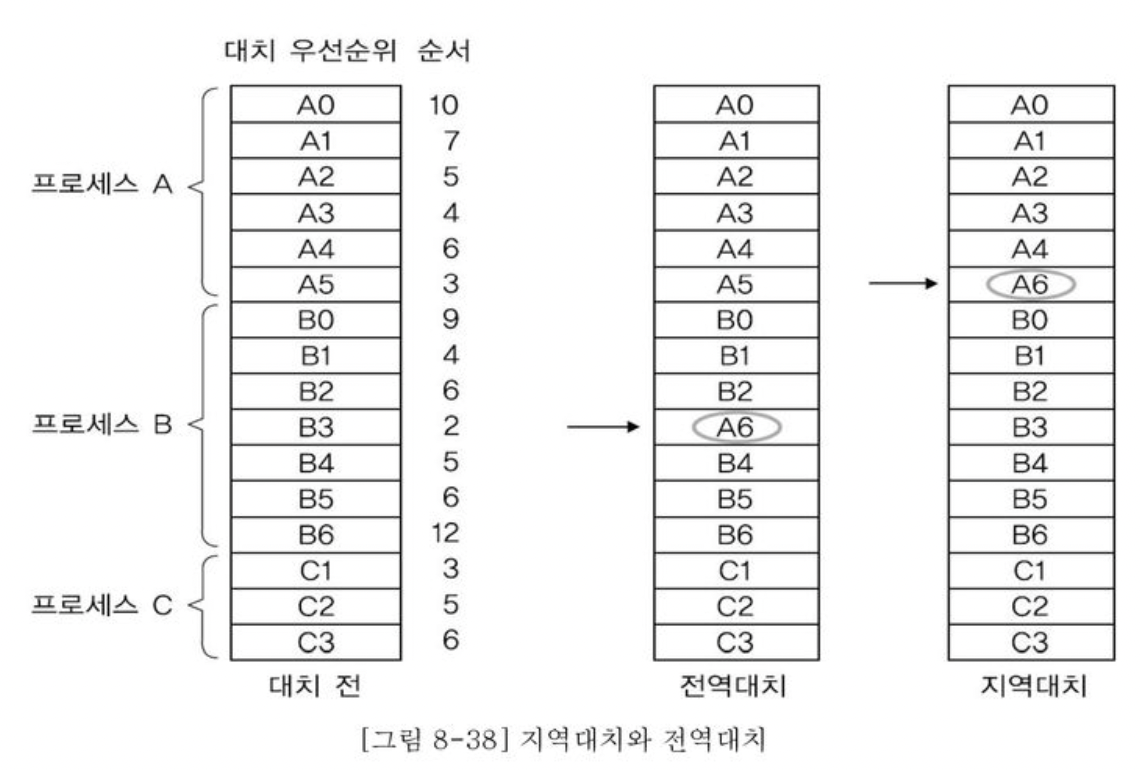 대치 우선순위 순서
A0 10 A0 A0
A1 7 A1 A1
A2 5 A2 A2
프로세스 A
A3 4 A3 A3
A4 6 A4 A4
A5 3 A5 A6
B0 9 B0 B0
B1 4 B1 B1
B2 6 B2 B2
프로세스 B B3 2 A6 B3
B4 5 B4 B4
B5 6 B5 B5
B6 12 B6 B6
C1 3 C1 C1
프로세스 C C2 5 C2 C2
C3 6 C3 C3
대치 전 전역대치 지역대치
[그림 8-38] 지역대치와 전역대치